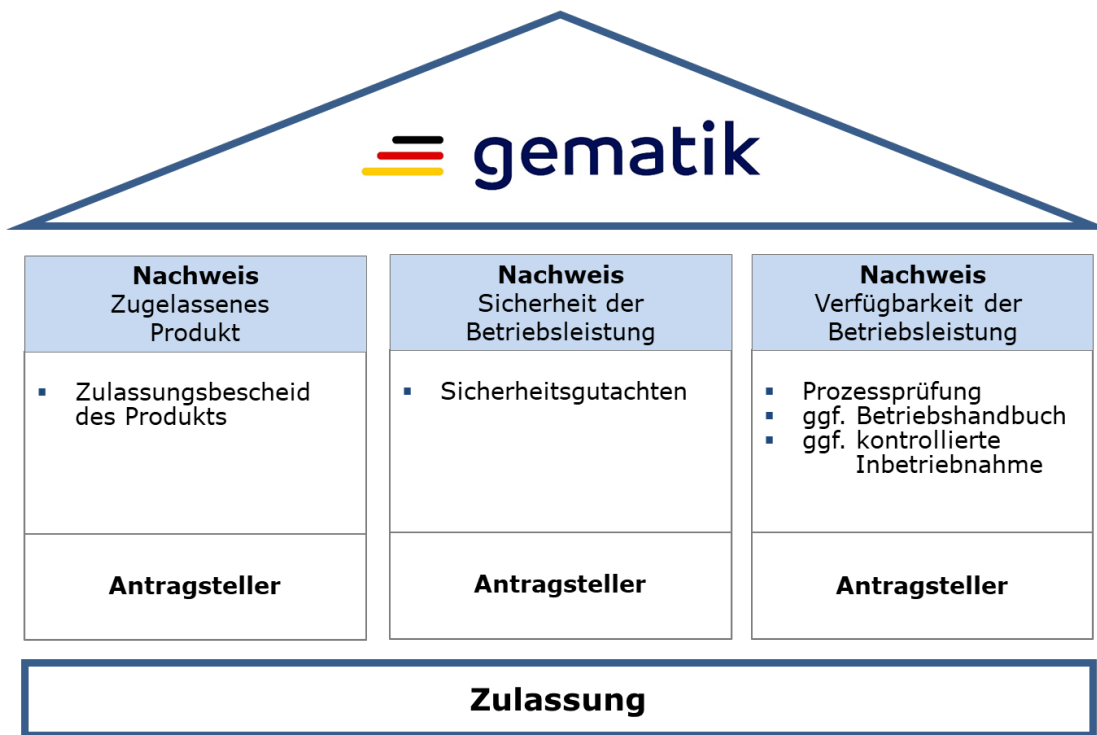 gematik
Nachweis
Zugelassenes
Produkt
▪ Zulassungsbescheid
des Produkts
Antragsteller
Nachweis
Sicherheit der
Betriebsleistung
▪ Sicherheitsgutachten
Antragsteller
Nachweis
Verfügbarkeit der
Betriebsleistung
▪ Prozessprüfung
▪ ggf. Betriebshandbuch
▪ ggf. kontrollierte
Inbetriebnahme
Antragsteller
Zulassung